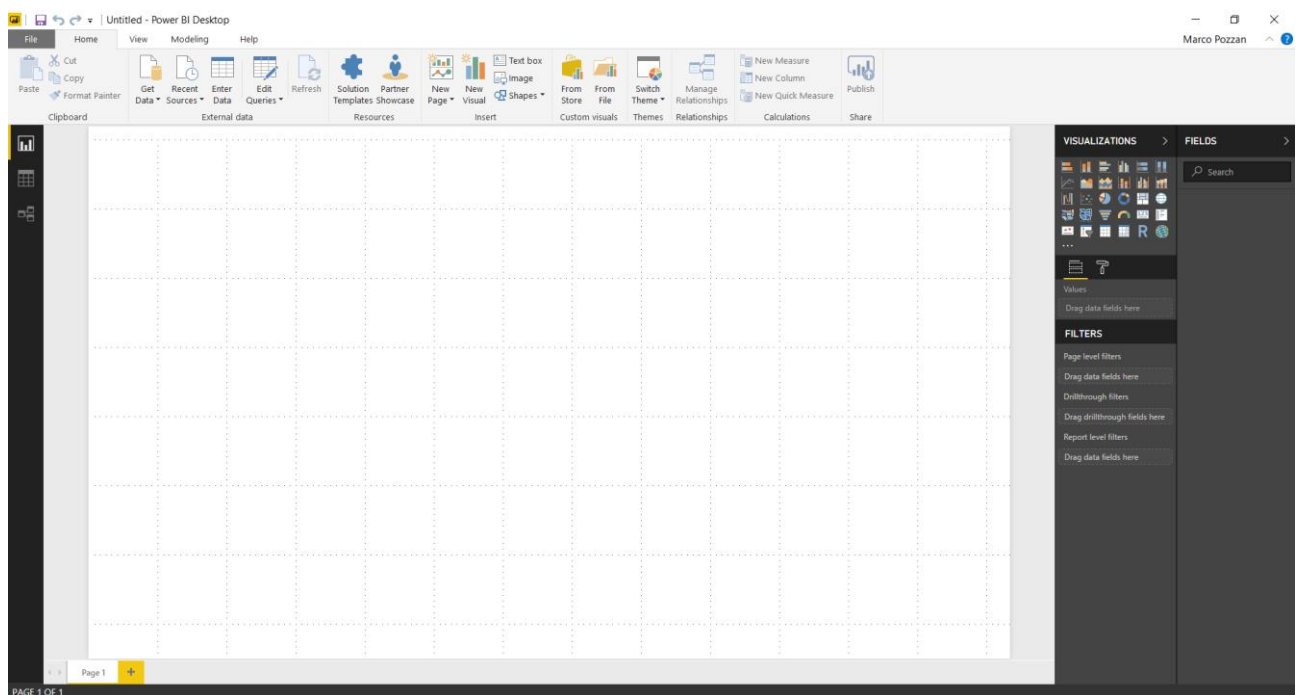 Untitled - Power BI Desktop
File Home View Modeling Help Marco Pozzan
Paste
Cut
Copy
Format Painter
Clipboard
Get Data
Recent Sources
Enter Data
Edit Queries
Refresh
External data
Solution Templates
Partner Showcase
Resources
New Page
New Visual
Text box
Image
Shapes
Insert
From Store
From File
Custom visuals
Switch Theme
Themes
Manage Relationships
Relationships
New Measure
New Column
New Quick Measure
Calculations
Publish
Share
VISUALIZATIONS
R
Values
Drag data fields here
FILTERS
Page level filters
Drag data fields here
Drillthrough filters
Drag drillthrough fields here
Report level filters
Drag data fields here
FIELDS
Search
Page 1
PAGE 1 OF 1